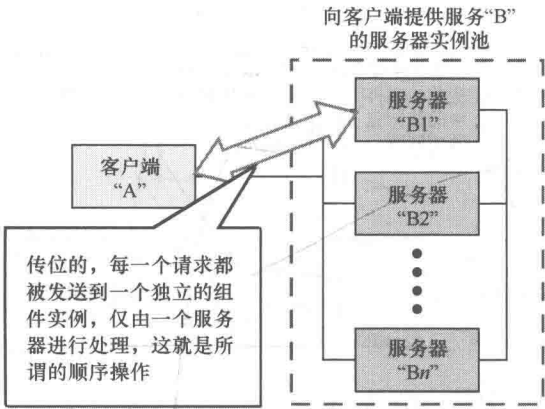 向客户端提供服务“B”
的服务器实例池
服务器
“B1”
客户端
“A”
服务器
“B2”
传位的，每一个请求都
被发送到一个独立的组
件实例，仅由一个服务
器进行处理，这就是所
谓的顺序操作
服务器
“Bn”